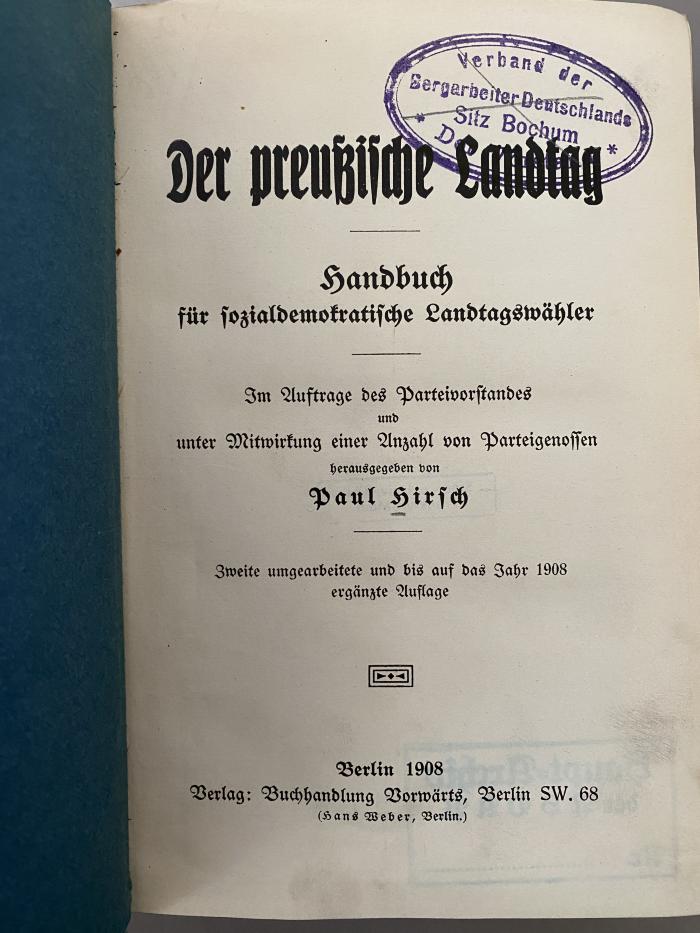 Verband der
Bergarbeiter Deutschlands
Sitz Bochum
Der preußiſche Landtag
Handbuch
für ſozialdemokratiſche Landtagswähler
Im Auftrage des Parteivorſtandes
und
unter Mitwirkung einer Anzahl von Parteigenoſſen
herausgegeben von
Paul Hirſch
Zweite umgearbeitete und bis auf das Jahr 1908
ergänzte Auflage
Berlin 1908
Verlag: Buchhandlung Vorwärts, Berlin SW. 68
(Hans Weber, Berlin.)